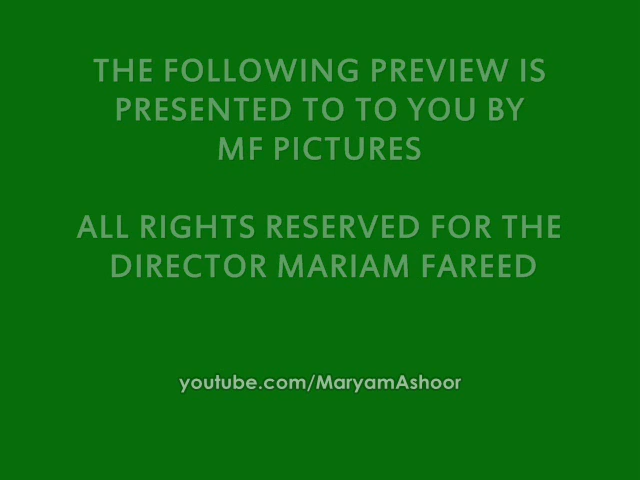 THE FOLLOWING PREVIEW IS
PRESENTED TO TO YOU BY
MF PICTURES
ALL RIGHTS RESERVED FOR THE
DIRECTOR MARIAM FAREED
youtube.com/MaryamAshoor